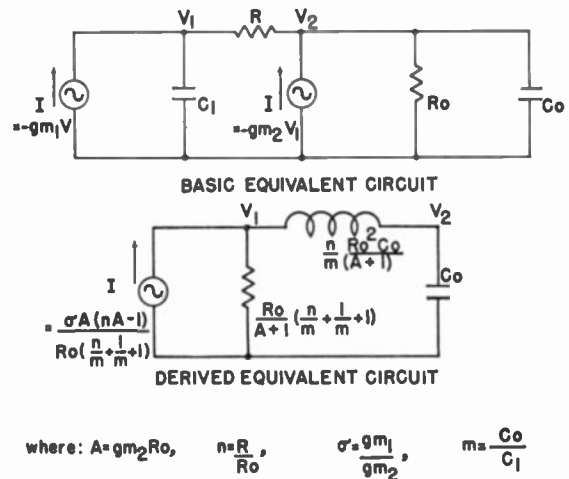 V₁ R V₂
I
=-gm₁V
C₁
I
=-gm₂V₁
Ro
Co
BASIC EQUIVALENT CIRCUIT
V₁ V₂
n/m Ro²Co/(A+1)
I
= σA(nA-1)/Ro(n/m+1/m+1)
Ro/A+1 (n/m+1/m+1)
Co
DERIVED EQUIVALENT CIRCUIT
where: A=gm₂Ro, n=R/Ro, σ=gm₁/gm₂, m=Co/C₁